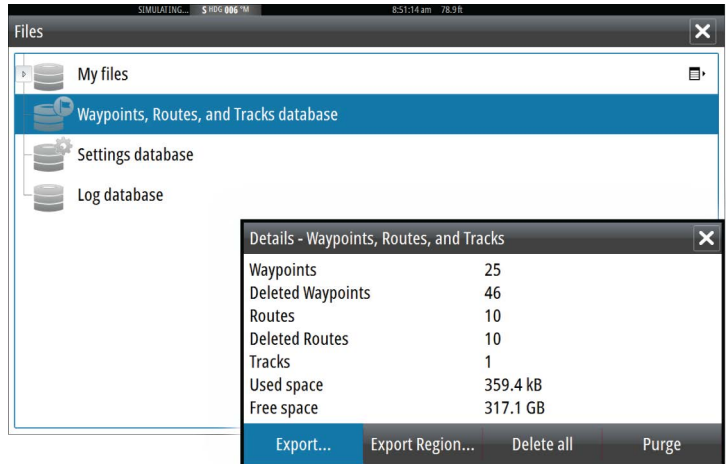 SIMULATING... S HDG 006 °M 8:51:14 am 78.9 ft
Files
My files
Waypoints, Routes, and Tracks database
Settings database
Log database
Details - Waypoints, Routes, and Tracks
Waypoints 25
Deleted Waypoints 46
Routes 10
Deleted Routes 10
Tracks 1
Used space 359.4 kB
Free space 317.1 GB
Export... Export Region... Delete all Purge